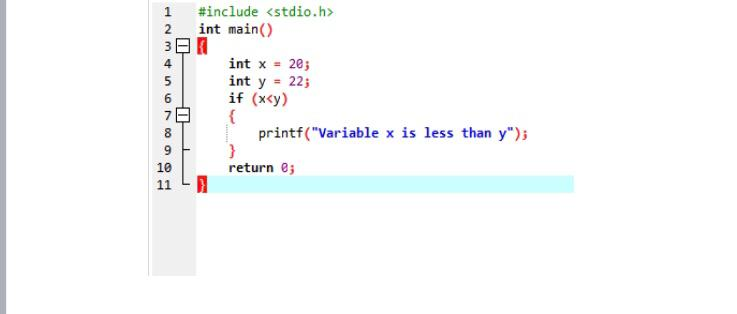 1 #include <stdio.h>
2 int main()
3 {
4 int x = 20;
5 int y = 22;
6 if (x<y)
7 {
8 printf("Variable x is less than y");
9 }
10 return 0;
11 }